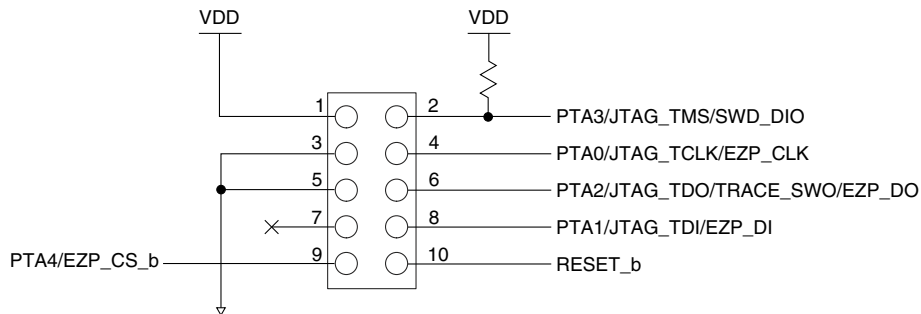 VDD VDD
1 2 PTA3/JTAG_TMS/SWD_DIO
3 4 PTA0/JTAG_TCLK/EZP_CLK
5 6 PTA2/JTAG_TDO/TRACE_SWO/EZP_DO
7 8 PTA1/JTAG_TDI/EZP_DI
PTA4/EZP_CS_b 9 10 RESET_b